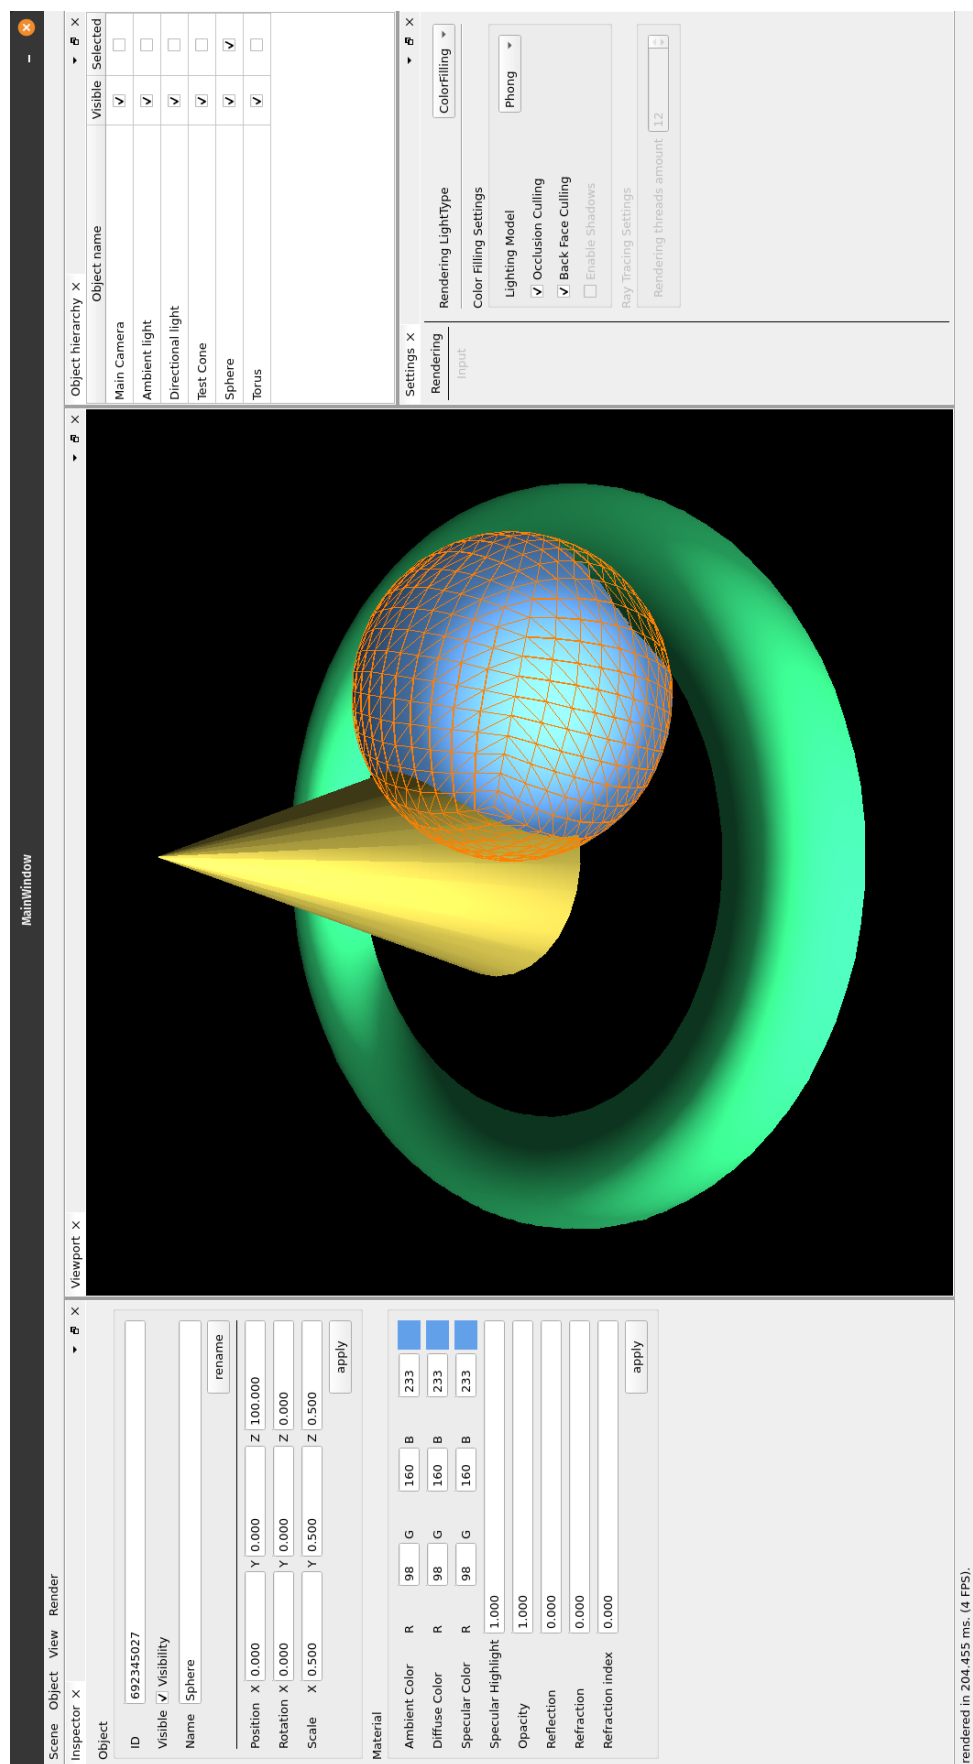 MainWindow
Scene Object View Render
Inspector
Object
ID 692345027
Visible Visibility
Name Sphere
rename
Position X 0.000 Y 0.000 Z 100.000
Rotation X 0.000 Y 0.000 Z 0.000
Scale X 0.500 Y 0.500 Z 0.500
apply
Material
Ambient Color R 98 G 160 B 233
Diffuse Color R 98 G 160 B 233
Specular Color R 98 G 160 B 233
Specular Highlight 1.000
Opacity 1.000
Reflection 0.000
Refraction 0.000
Refraction index 0.000
apply
Viewport
Object hierarchy
Object name Visible Selected
Main Camera
Ambient light
Directional light
Test Cone
Sphere
Torus
Settings
Rendering
Input
Rendering LightType ColorFilling
Color Filling Settings
Lighting Model Phong
Occlusion Culling
Back Face Culling
Enable Shadows
Ray Tracing Settings
Rendering threads amount 12
rendered in 204.455 ms. (4 FPS).